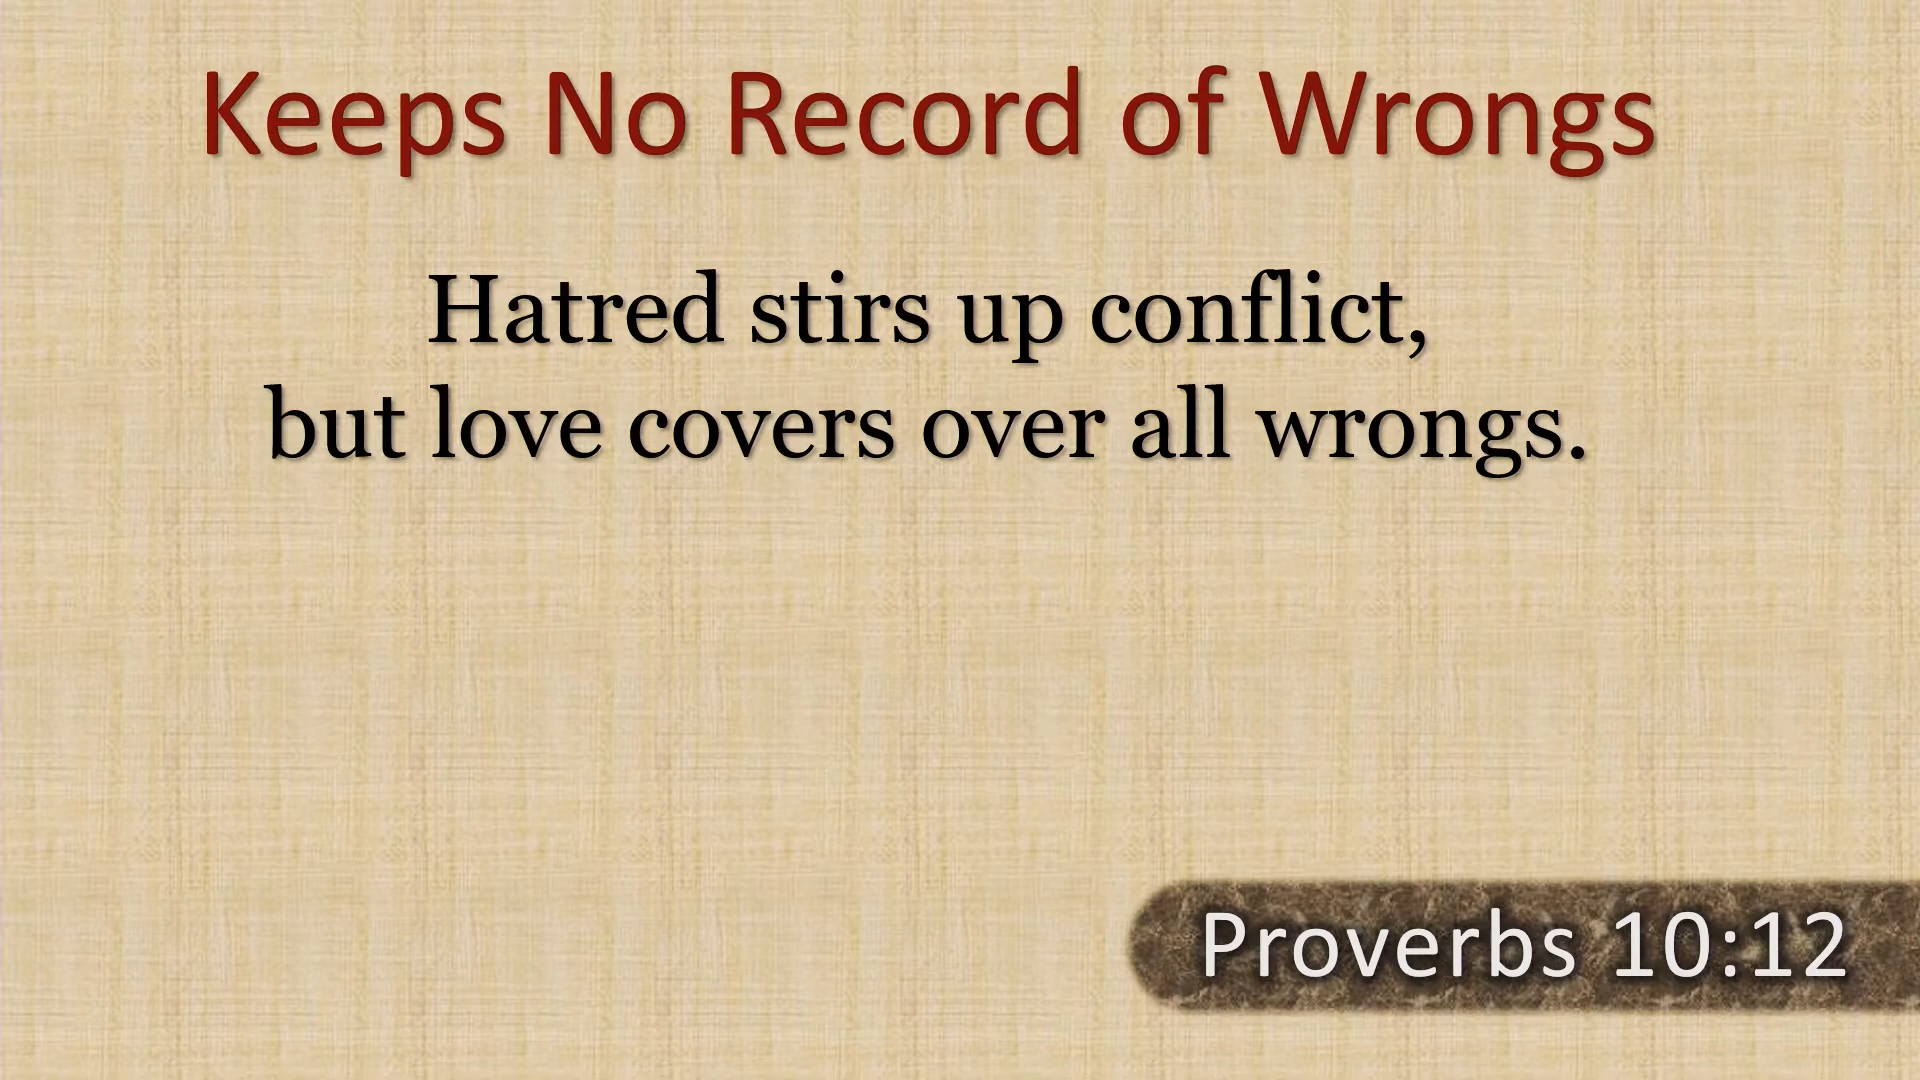 Keeps No Record of Wrongs
Hatred stirs up conflict,
but love covers over all wrongs.
Proverbs 10:12